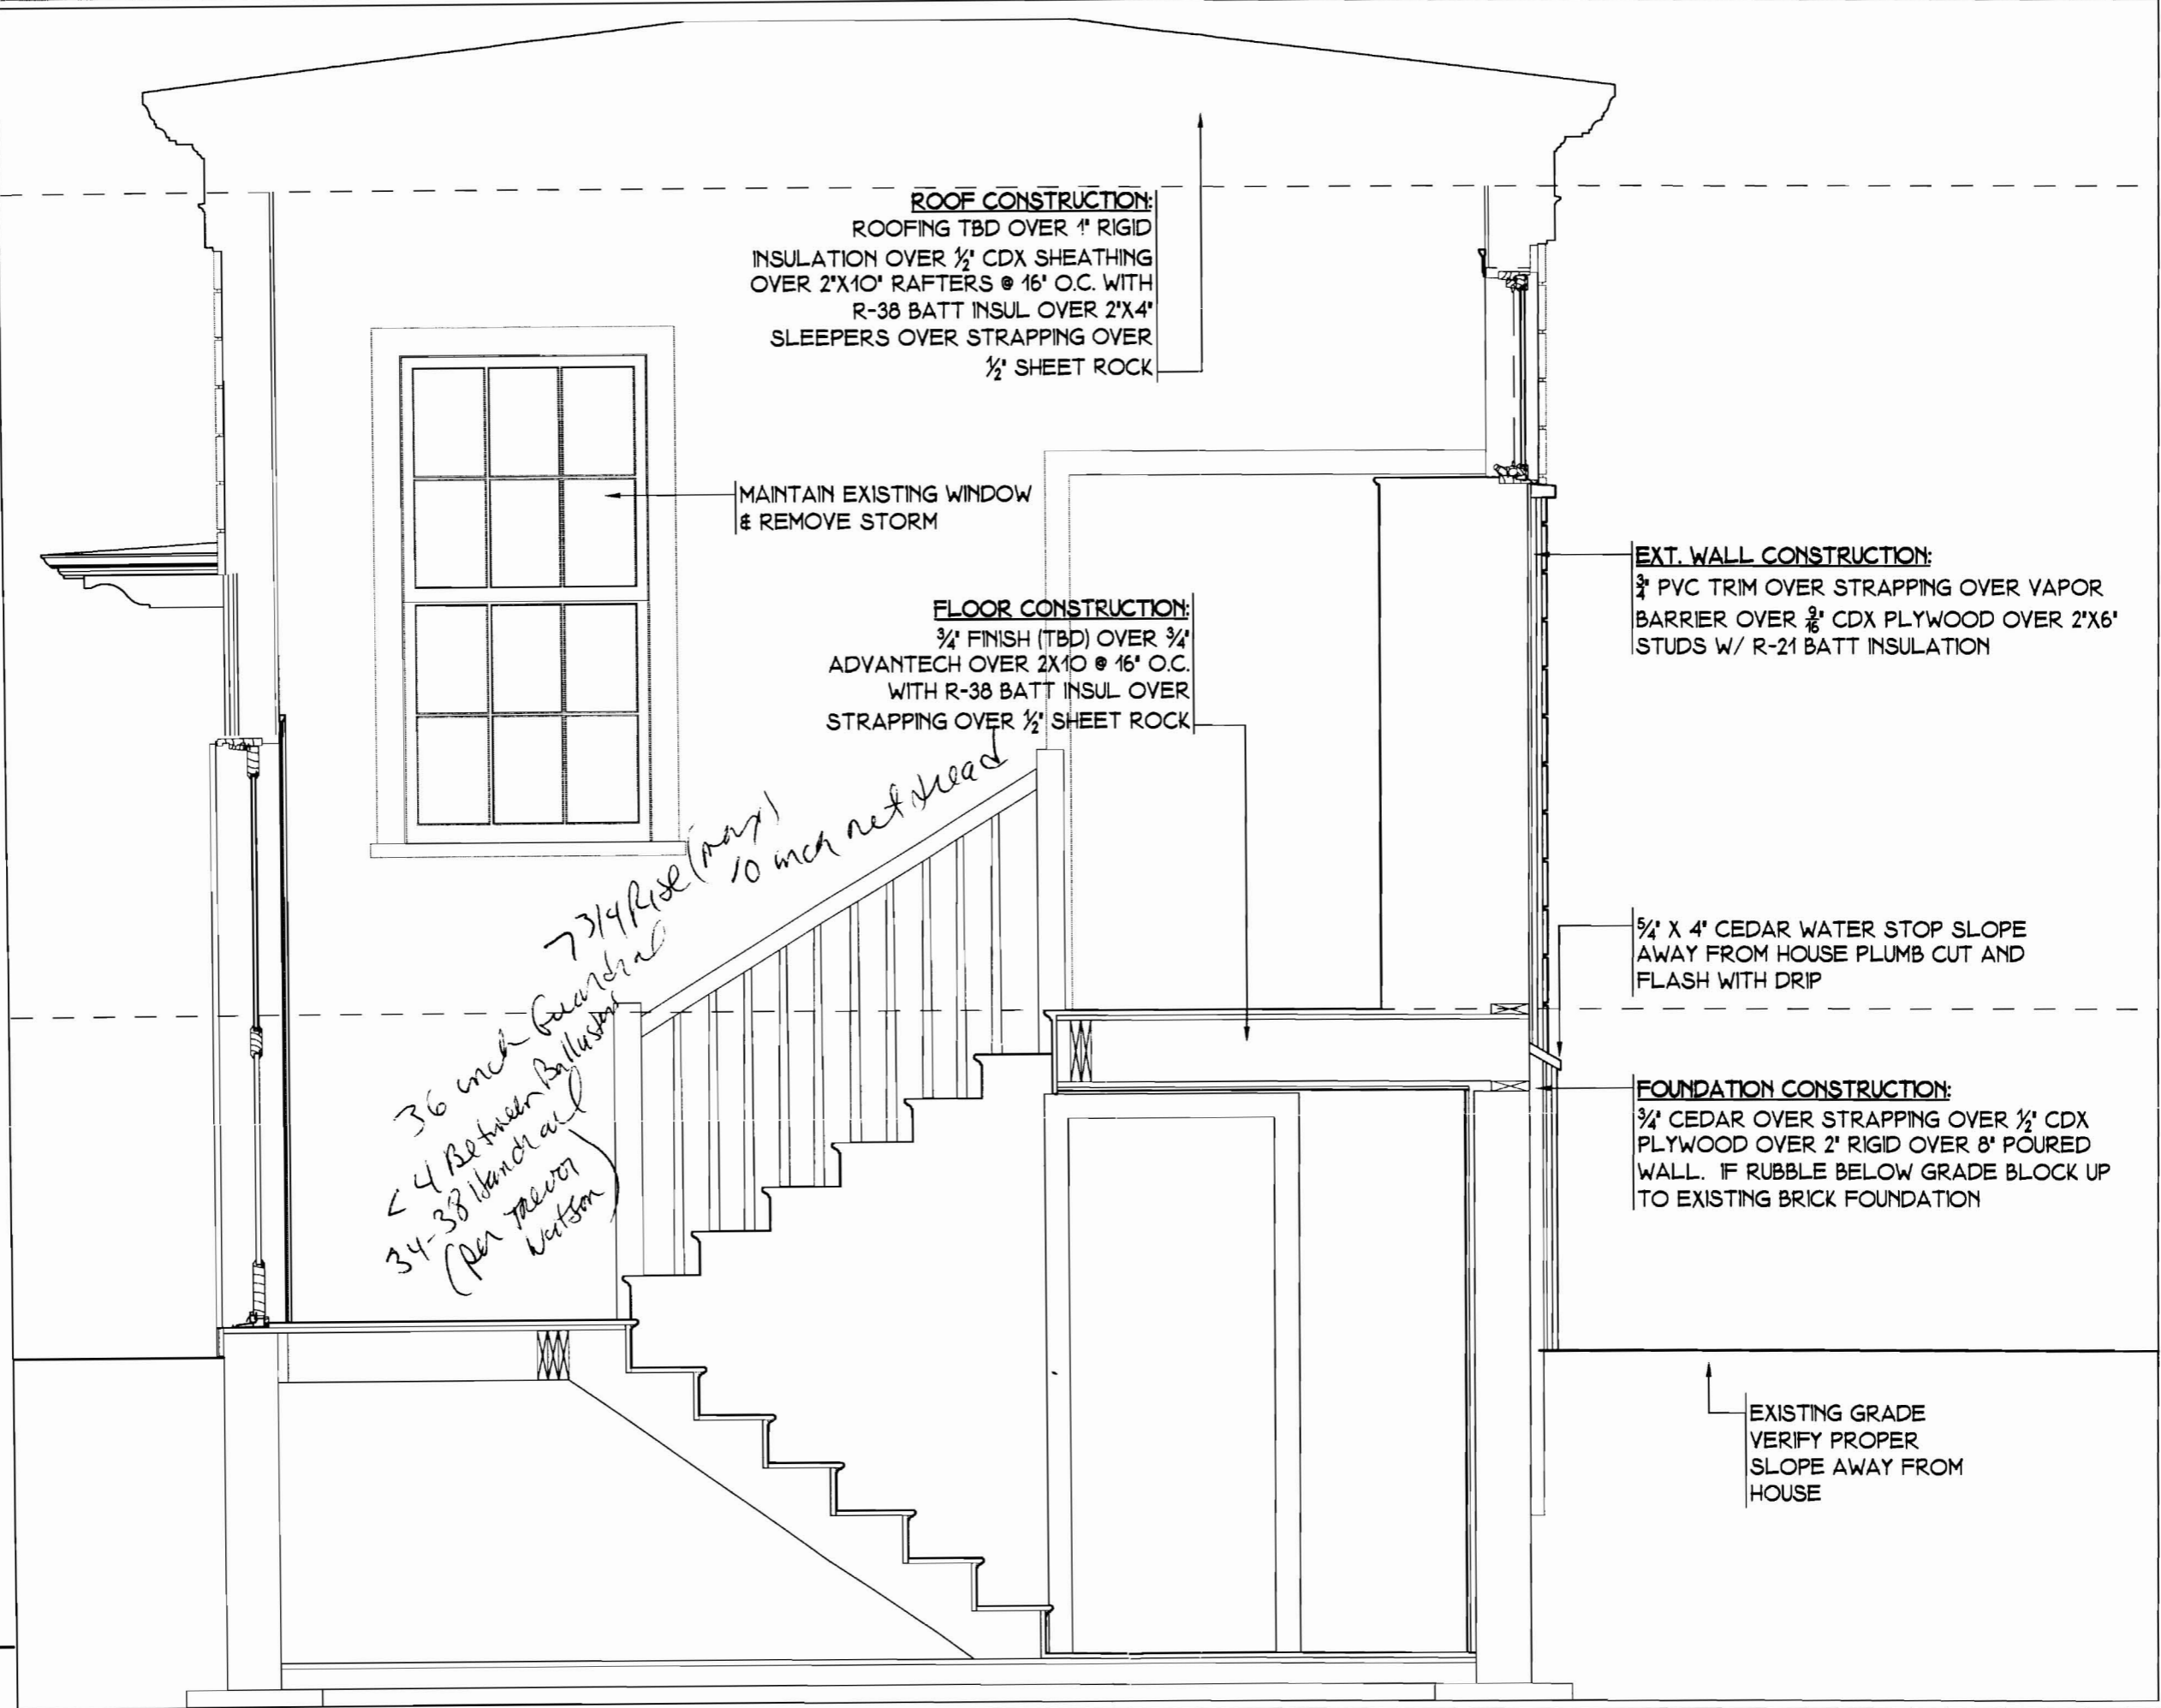 ROOF CONSTRUCTION:
ROOFING TBD OVER 1" RIGID
INSULATION OVER ½" CDX SHEATHING
OVER 2"X10" RAFTERS @ 16" O.C. WITH
R-38 BATT INSUL OVER 2"X4"
SLEEPERS OVER STRAPPING OVER
½" SHEET ROCK
MAINTAIN EXISTING WINDOW
& REMOVE STORM
EXT. WALL CONSTRUCTION:
¾" PVC TRIM OVER STRAPPING OVER VAPOR
BARRIER OVER 9/16" CDX PLYWOOD OVER 2"X6"
STUDS W/ R-21 BATT INSULATION
FLOOR CONSTRUCTION:
¾" FINISH (TBD) OVER ¾"
ADVANTECH OVER 2X10 @ 16" O.C.
WITH R-38 BATT INSUL OVER
STRAPPING OVER ½" SHEET ROCK
7 3/4 Rise (max)
10 inch net tread
36 inch Guardrail
< 4 Between Ballusters
34-38 Handrail
(per Trevor
Watson)
5/4" X 4" CEDAR WATER STOP SLOPE
AWAY FROM HOUSE PLUMB CUT AND
FLASH WITH DRIP
FOUNDATION CONSTRUCTION:
¾" CEDAR OVER STRAPPING OVER ½" CDX
PLYWOOD OVER 2" RIGID OVER 8" POURED
WALL. IF RUBBLE BELOW GRADE BLOCK UP
TO EXISTING BRICK FOUNDATION
EXISTING GRADE
VERIFY PROPER
SLOPE AWAY FROM
HOUSE